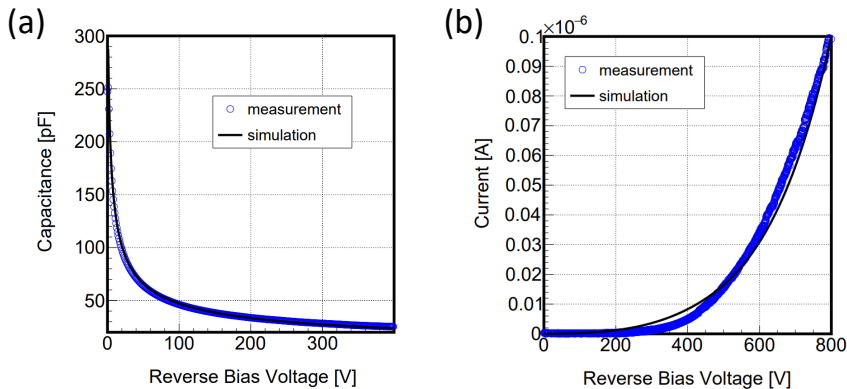 (a)
300
250
200
150
100
50
Capacitance [pF]
measurement
simulation
0 100 200 300
Reverse Bias Voltage [V]
(b)
0.1×10⁻⁶
0.09
0.08
0.07
0.06
0.05
0.04
0.03
0.02
0.01
0
Current [A]
measurement
simulation
0 200 400 600 800
Reverse Bias Voltage [V]